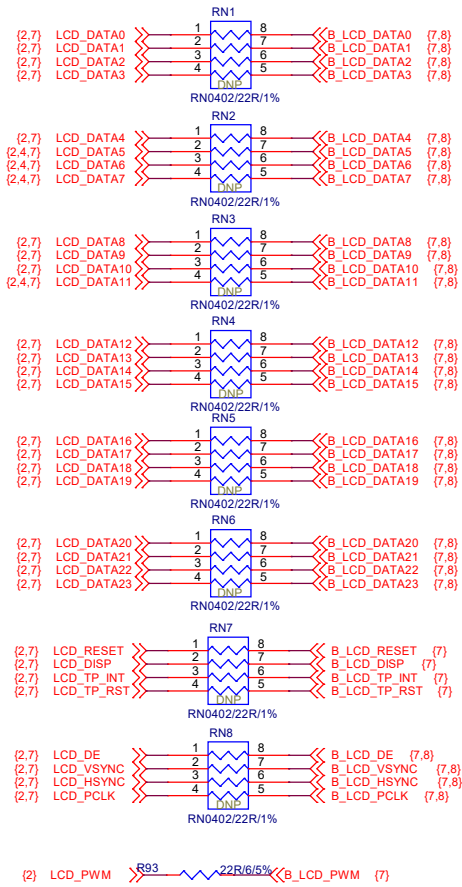 RN1
{2,7} LCD_DATA0 1 8 B_LCD_DATA0 {7,8}
{2,7} LCD_DATA1 2 7 B_LCD_DATA1 {7,8}
{2,7} LCD_DATA2 3 6 B_LCD_DATA2 {7,8}
{2,7} LCD_DATA3 4 5 B_LCD_DATA3 {7,8}
DNP
RN0402/22R/1%
RN2
{2,7} LCD_DATA4 1 8 B_LCD_DATA4 {7,8}
{2,4,7} LCD_DATA5 2 7 B_LCD_DATA5 {7,8}
{2,4,7} LCD_DATA6 3 6 B_LCD_DATA6 {7,8}
{2,4,7} LCD_DATA7 4 5 B_LCD_DATA7 {7,8}
DNP
RN0402/22R/1%
RN3
{2,7} LCD_DATA8 1 8 B_LCD_DATA8 {7,8}
{2,7} LCD_DATA9 2 7 B_LCD_DATA9 {7,8}
{2,7} LCD_DATA10 3 6 B_LCD_DATA10 {7,8}
{2,4,7} LCD_DATA11 4 5 B_LCD_DATA11 {7,8}
DNP
RN0402/22R/1%
RN4
{2,7} LCD_DATA12 1 8 B_LCD_DATA12 {7,8}
{2,7} LCD_DATA13 2 7 B_LCD_DATA13 {7,8}
{2,7} LCD_DATA14 3 6 B_LCD_DATA14 {7,8}
{2,7} LCD_DATA15 4 5 B_LCD_DATA15 {7,8}
DNP
RN0402/22R/1%
RN5
{2,7} LCD_DATA16 1 8 B_LCD_DATA16 {7,8}
{2,7} LCD_DATA17 2 7 B_LCD_DATA17 {7,8}
{2,7} LCD_DATA18 3 6 B_LCD_DATA18 {7,8}
{2,7} LCD_DATA19 4 5 B_LCD_DATA19 {7,8}
DNP
RN0402/22R/1%
RN6
{2,7} LCD_DATA20 1 8 B_LCD_DATA20 {7,8}
{2,7} LCD_DATA21 2 7 B_LCD_DATA21 {7,8}
{2,7} LCD_DATA22 3 6 B_LCD_DATA22 {7,8}
{2,7} LCD_DATA23 4 5 B_LCD_DATA23 {7,8}
DNP
RN0402/22R/1%
RN7
{2,7} LCD_RESET 1 8 B_LCD_RESET {7}
{2,7} LCD_DISP 2 7 B_LCD_DISP {7}
{2,7} LCD_TP_INT 3 6 B_LCD_TP_INT {7}
{2,7} LCD_TP_RST 4 5 B_LCD_TP_RST {7}
DNP
RN0402/22R/1%
RN8
{2,7} LCD_DE 1 8 B_LCD_DE {7,8}
{2,7} LCD_VSYNC 2 7 B_LCD_VSYNC {7,8}
{2,7} LCD_HSYNC 3 6 B_LCD_HSYNC {7,8}
{2,7} LCD_PCLK 4 5 B_LCD_PCLK {7,8}
DNP
RN0402/22R/1%
{2} LCD_PWM R93 22R/6/5% B_LCD_PWM {7}